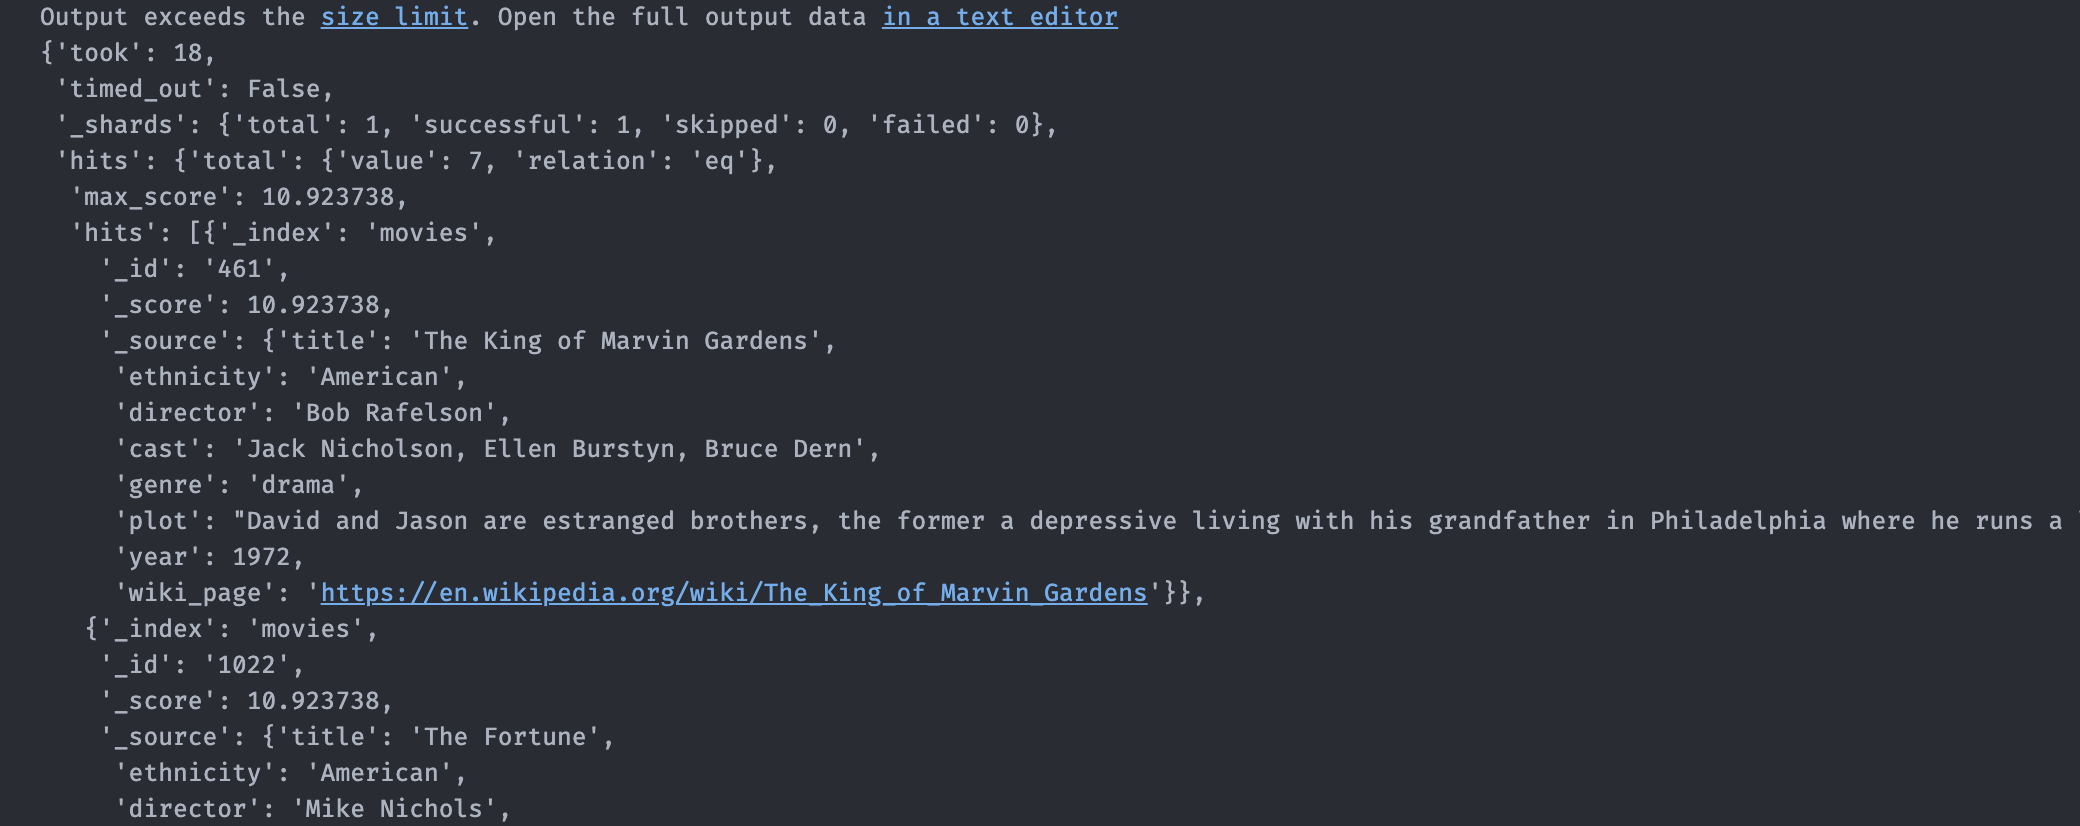 Output exceeds the size limit. Open the full output data in a text editor
{'took': 18,
 'timed_out': False,
 '_shards': {'total': 1, 'successful': 1, 'skipped': 0, 'failed': 0},
 'hits': {'total': {'value': 7, 'relation': 'eq'},
  'max_score': 10.923738,
  'hits': [{'_index': 'movies',
    '_id': '461',
    '_score': 10.923738,
    '_source': {'title': 'The King of Marvin Gardens',
     'ethnicity': 'American',
     'director': 'Bob Rafelson',
     'cast': 'Jack Nicholson, Ellen Burstyn, Bruce Dern',
     'genre': 'drama',
     'plot': "David and Jason are estranged brothers, the former a depressive living with his grandfather in Philadelphia where he runs a
     'year': 1972,
     'wiki_page': 'https://en.wikipedia.org/wiki/The_King_of_Marvin_Gardens'}},
   {'_index': 'movies',
    '_id': '1022',
    '_score': 10.923738,
    '_source': {'title': 'The Fortune',
     'ethnicity': 'American',
     'director': 'Mike Nichols',